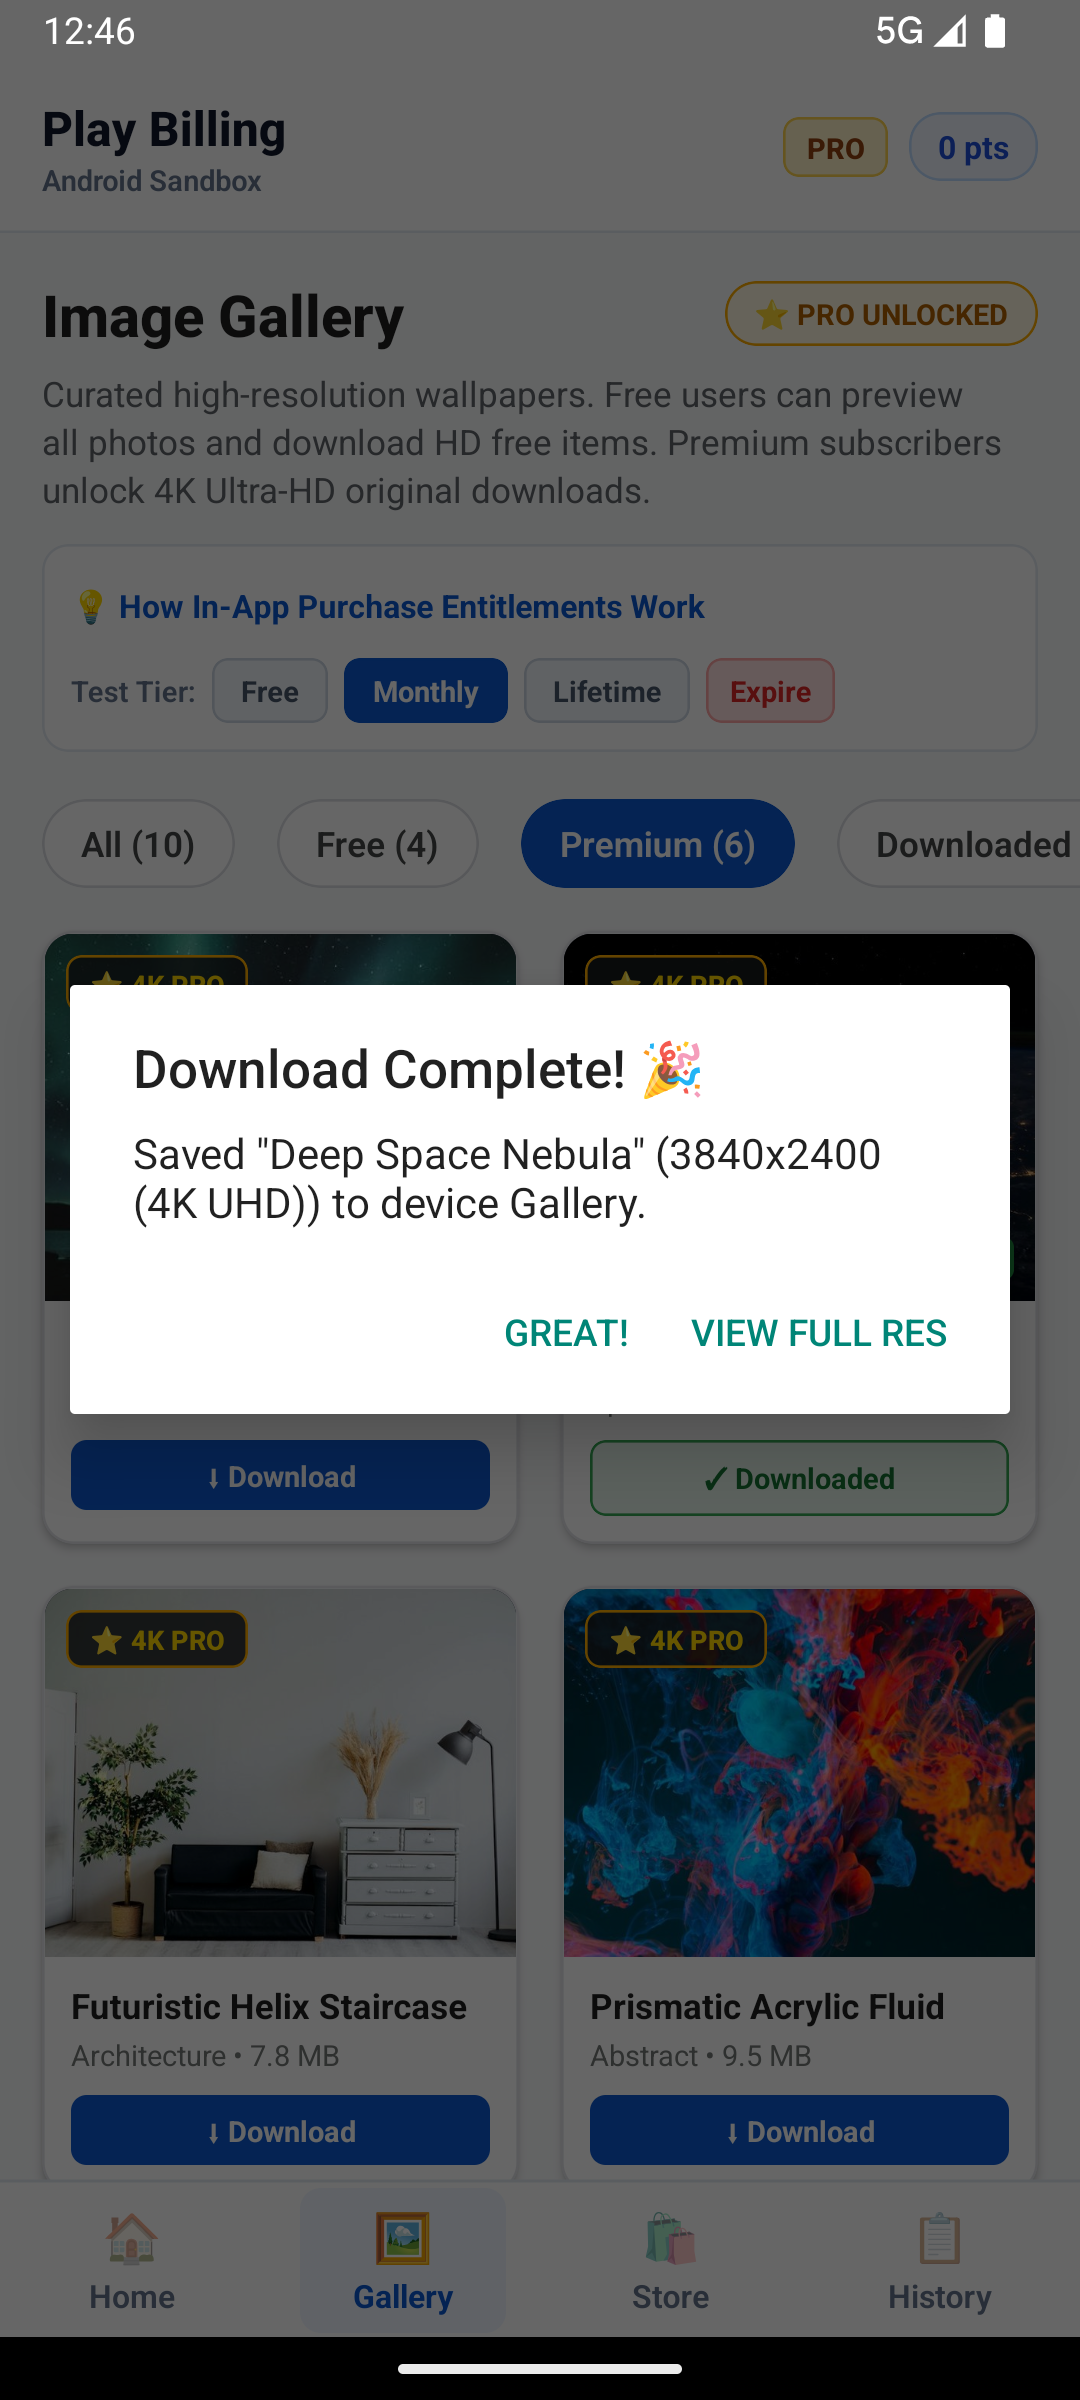 12:46
5G
Play Billing
Android Sandbox
PRO
0 pts
Image Gallery
⭐ PRO UNLOCKED
Curated high-resolution wallpapers. Free users can preview
all photos and download HD free items. Premium subscribers
unlock 4K Ultra-HD original downloads.
💡 How In-App Purchase Entitlements Work
Test Tier:
Free
Monthly
Lifetime
Expire
All (10)
Free (4)
Premium (6)
Downloaded
⭐ 4K PRO
⭐ 4K PRO
Download Complete! 🎉
Saved "Deep Space Nebula" (3840x2400
(4K UHD)) to device Gallery.
GREAT!
VIEW FULL RES
⭳ Download
✓ Downloaded
⭐ 4K PRO
⭐ 4K PRO
Futuristic Helix Staircase
Architecture • 7.8 MB
⭳ Download
Prismatic Acrylic Fluid
Abstract • 9.5 MB
⭳ Download
Home
Gallery
Store
History